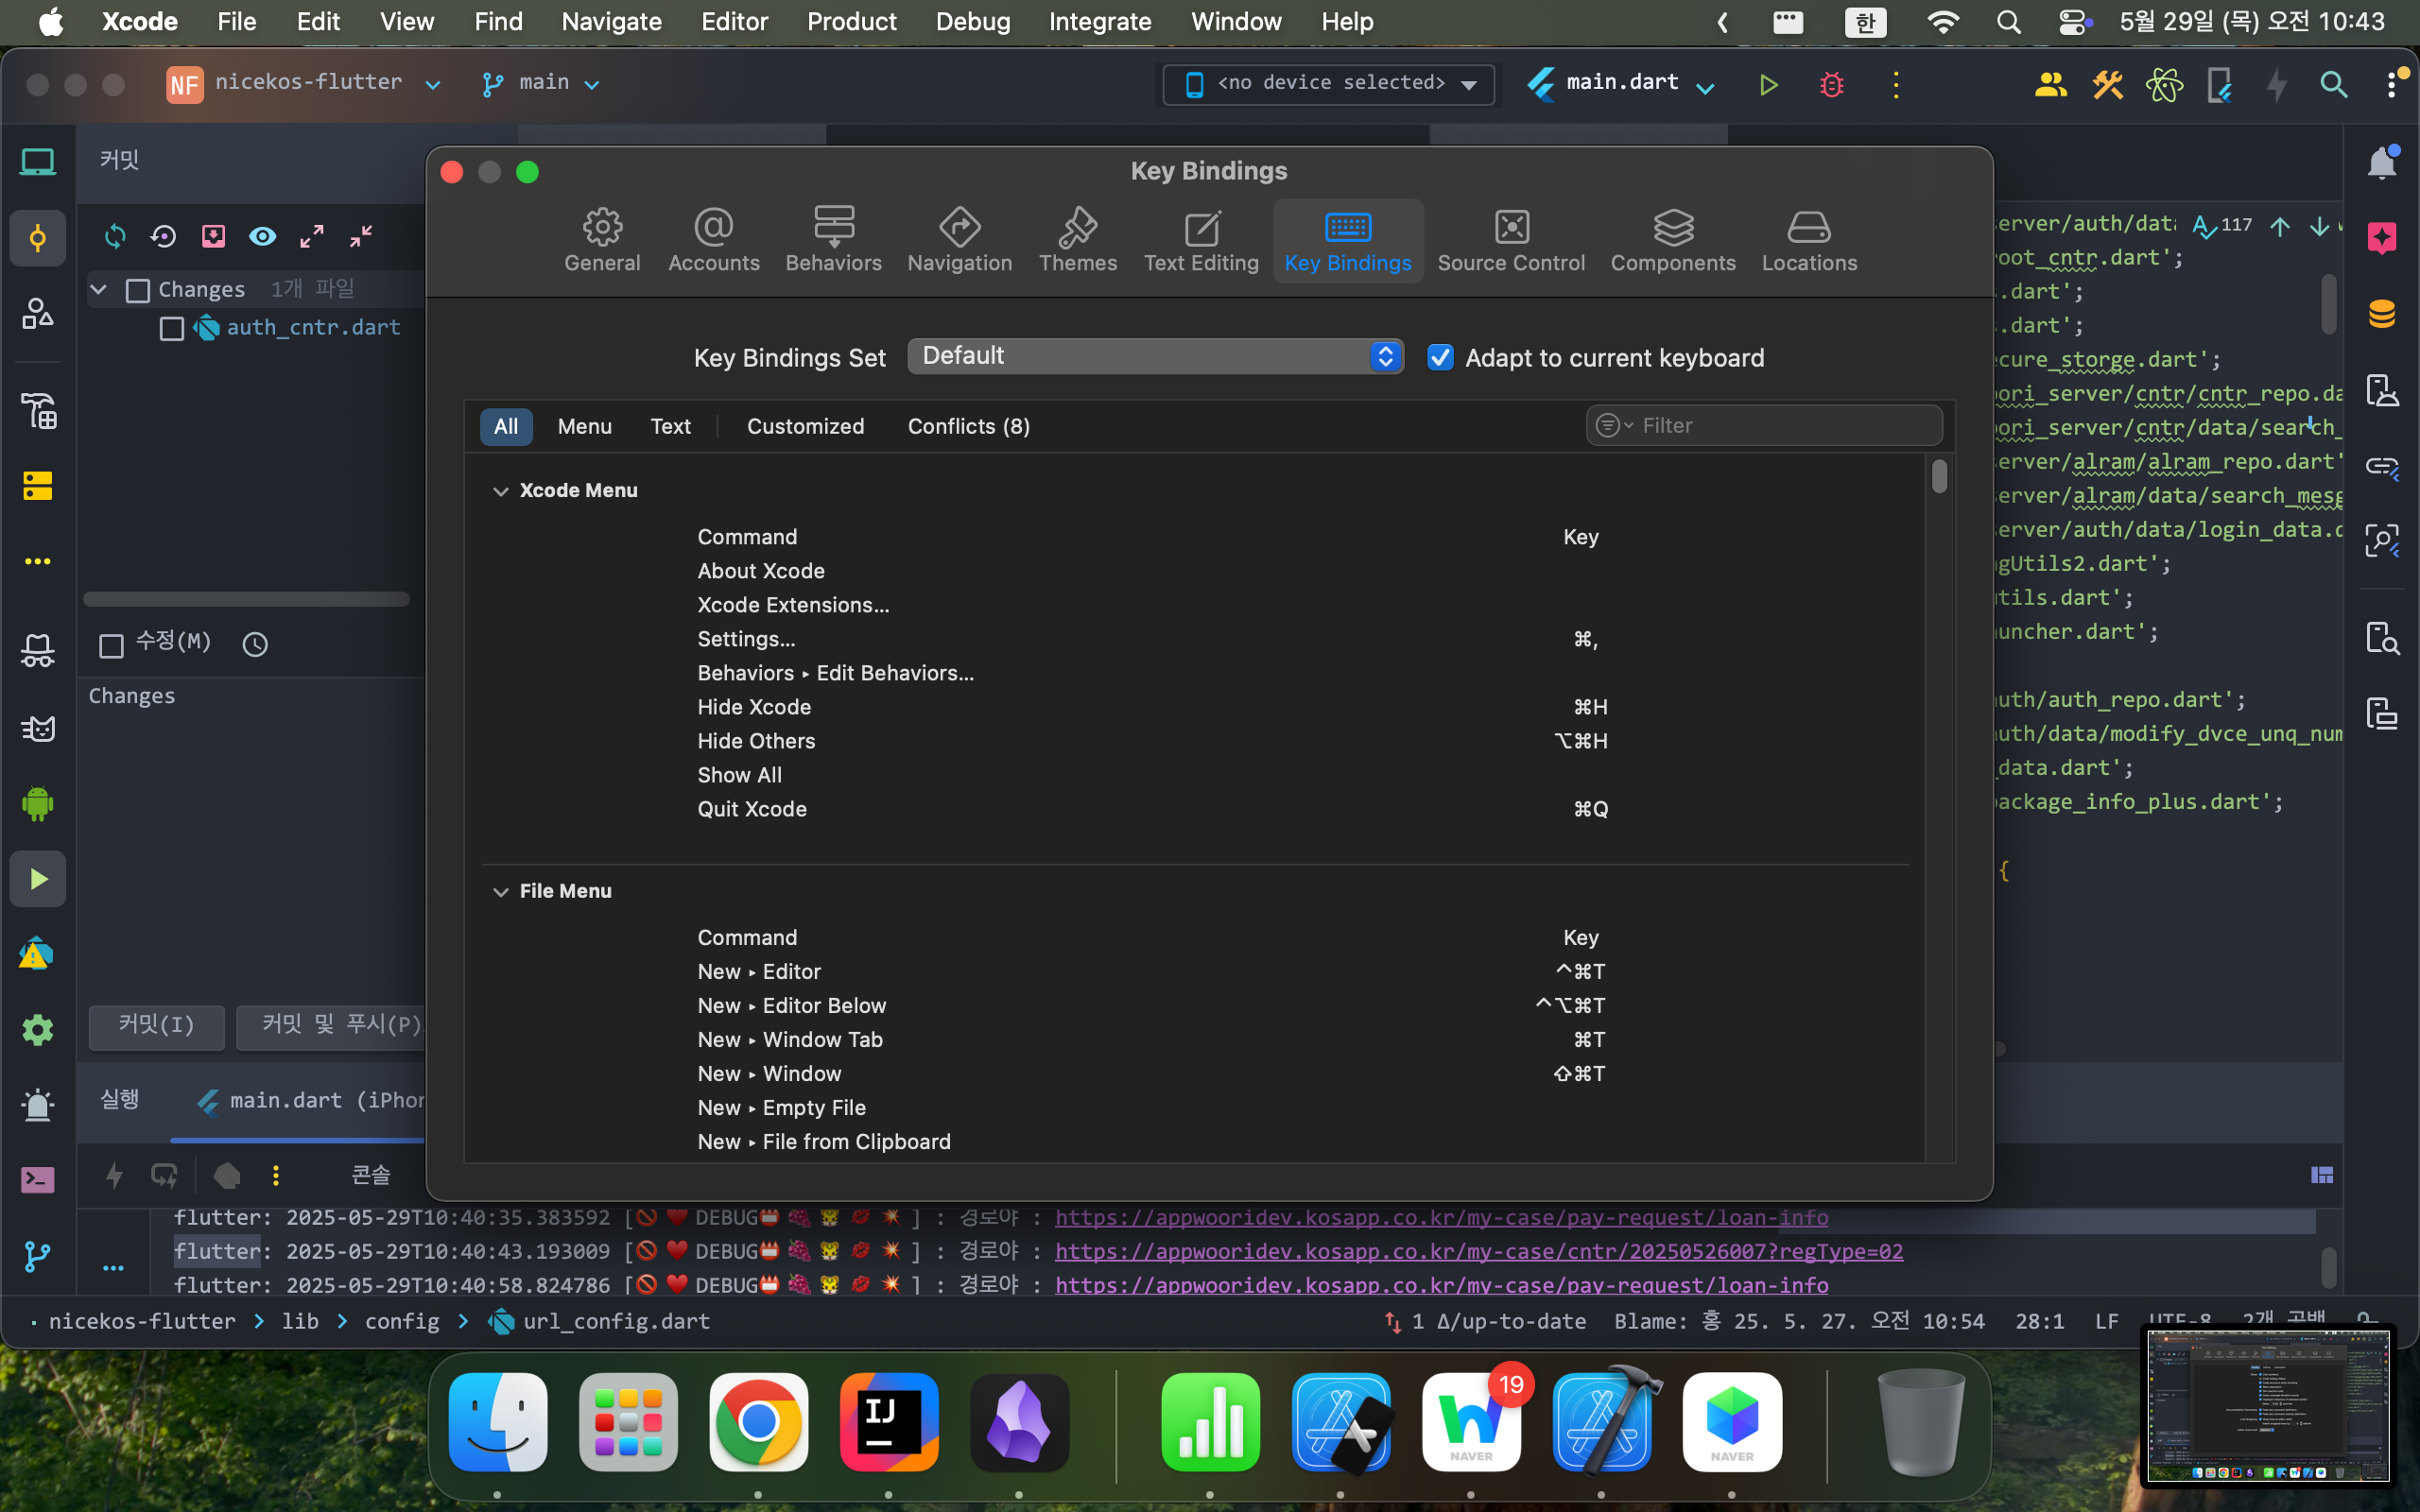 Xcode File Edit View Find Navigate Editor Product Debug Integrate Window Help 한 5월 29일 (목) 오전 10:43
NF nicekos-flutter main <no device selected> main.dart
커밋
Changes 1개 파일
auth_cntr.dart
수정(M)
Changes
커밋(I) 커밋 및 푸시(P)
Key Bindings
General Accounts Behaviors Navigation Themes Text Editing Key Bindings Source Control Components Locations
Key Bindings Set Default Adapt to current keyboard
All Menu Text Customized Conflicts (8) Filter
Xcode Menu
Command Key
About Xcode
Xcode Extensions...
Settings... ⌘,
Behaviors ▸ Edit Behaviors...
Hide Xcode ⌘H
Hide Others ⌥⌘H
Show All
Quit Xcode ⌘Q
File Menu
Command Key
New ▸ Editor ^⌘T
New ▸ Editor Below ^⌥⌘T
New ▸ Window Tab ⌘T
New ▸ Window ⇧⌘T
New ▸ Empty File
New ▸ File from Clipboard
erver/auth/data 117
root_cntr.dart';
.dart';
.dart';
cure_storge.dart';
ori_server/cntr/cntr_repo.da
ori_server/cntr/data/search_
erver/alram/alram_repo.dart'
erver/alram/data/search_mesg
erver/auth/data/login_data.d
gUtils2.dart';
tils.dart';
uncher.dart';
uth/auth_repo.dart';
uth/data/modify_dvce_unq_num
_data.dart';
ackage_info_plus.dart';
{
실행 main.dart (iPhon
콘솔
flutter: 2025-05-29T10:40:35.383592 [🚫 ♥️ DEBUG📛 🍇 🐯 💋 💥 ] : 경로야 : https://appwooridev.kosapp.co.kr/my-case/pay-request/loan-info
flutter: 2025-05-29T10:40:43.193009 [🚫 ♥️ DEBUG📛 🍇 🐯 💋 💥 ] : 경로야 : https://appwooridev.kosapp.co.kr/my-case/cntr/20250526007?regType=02
flutter: 2025-05-29T10:40:58.824786 [🚫 ♥️ DEBUG📛 🍇 🐯 💋 💥 ] : 경로야 : https://appwooridev.kosapp.co.kr/my-case/pay-request/loan-info
nicekos-flutter > lib > config > url_config.dart 1 Δ/up-to-date Blame: 홍 25. 5. 27. 오전 10:54 28:1 LF UTF-8 2개 공백
IJ W NAVER 19 NAVER